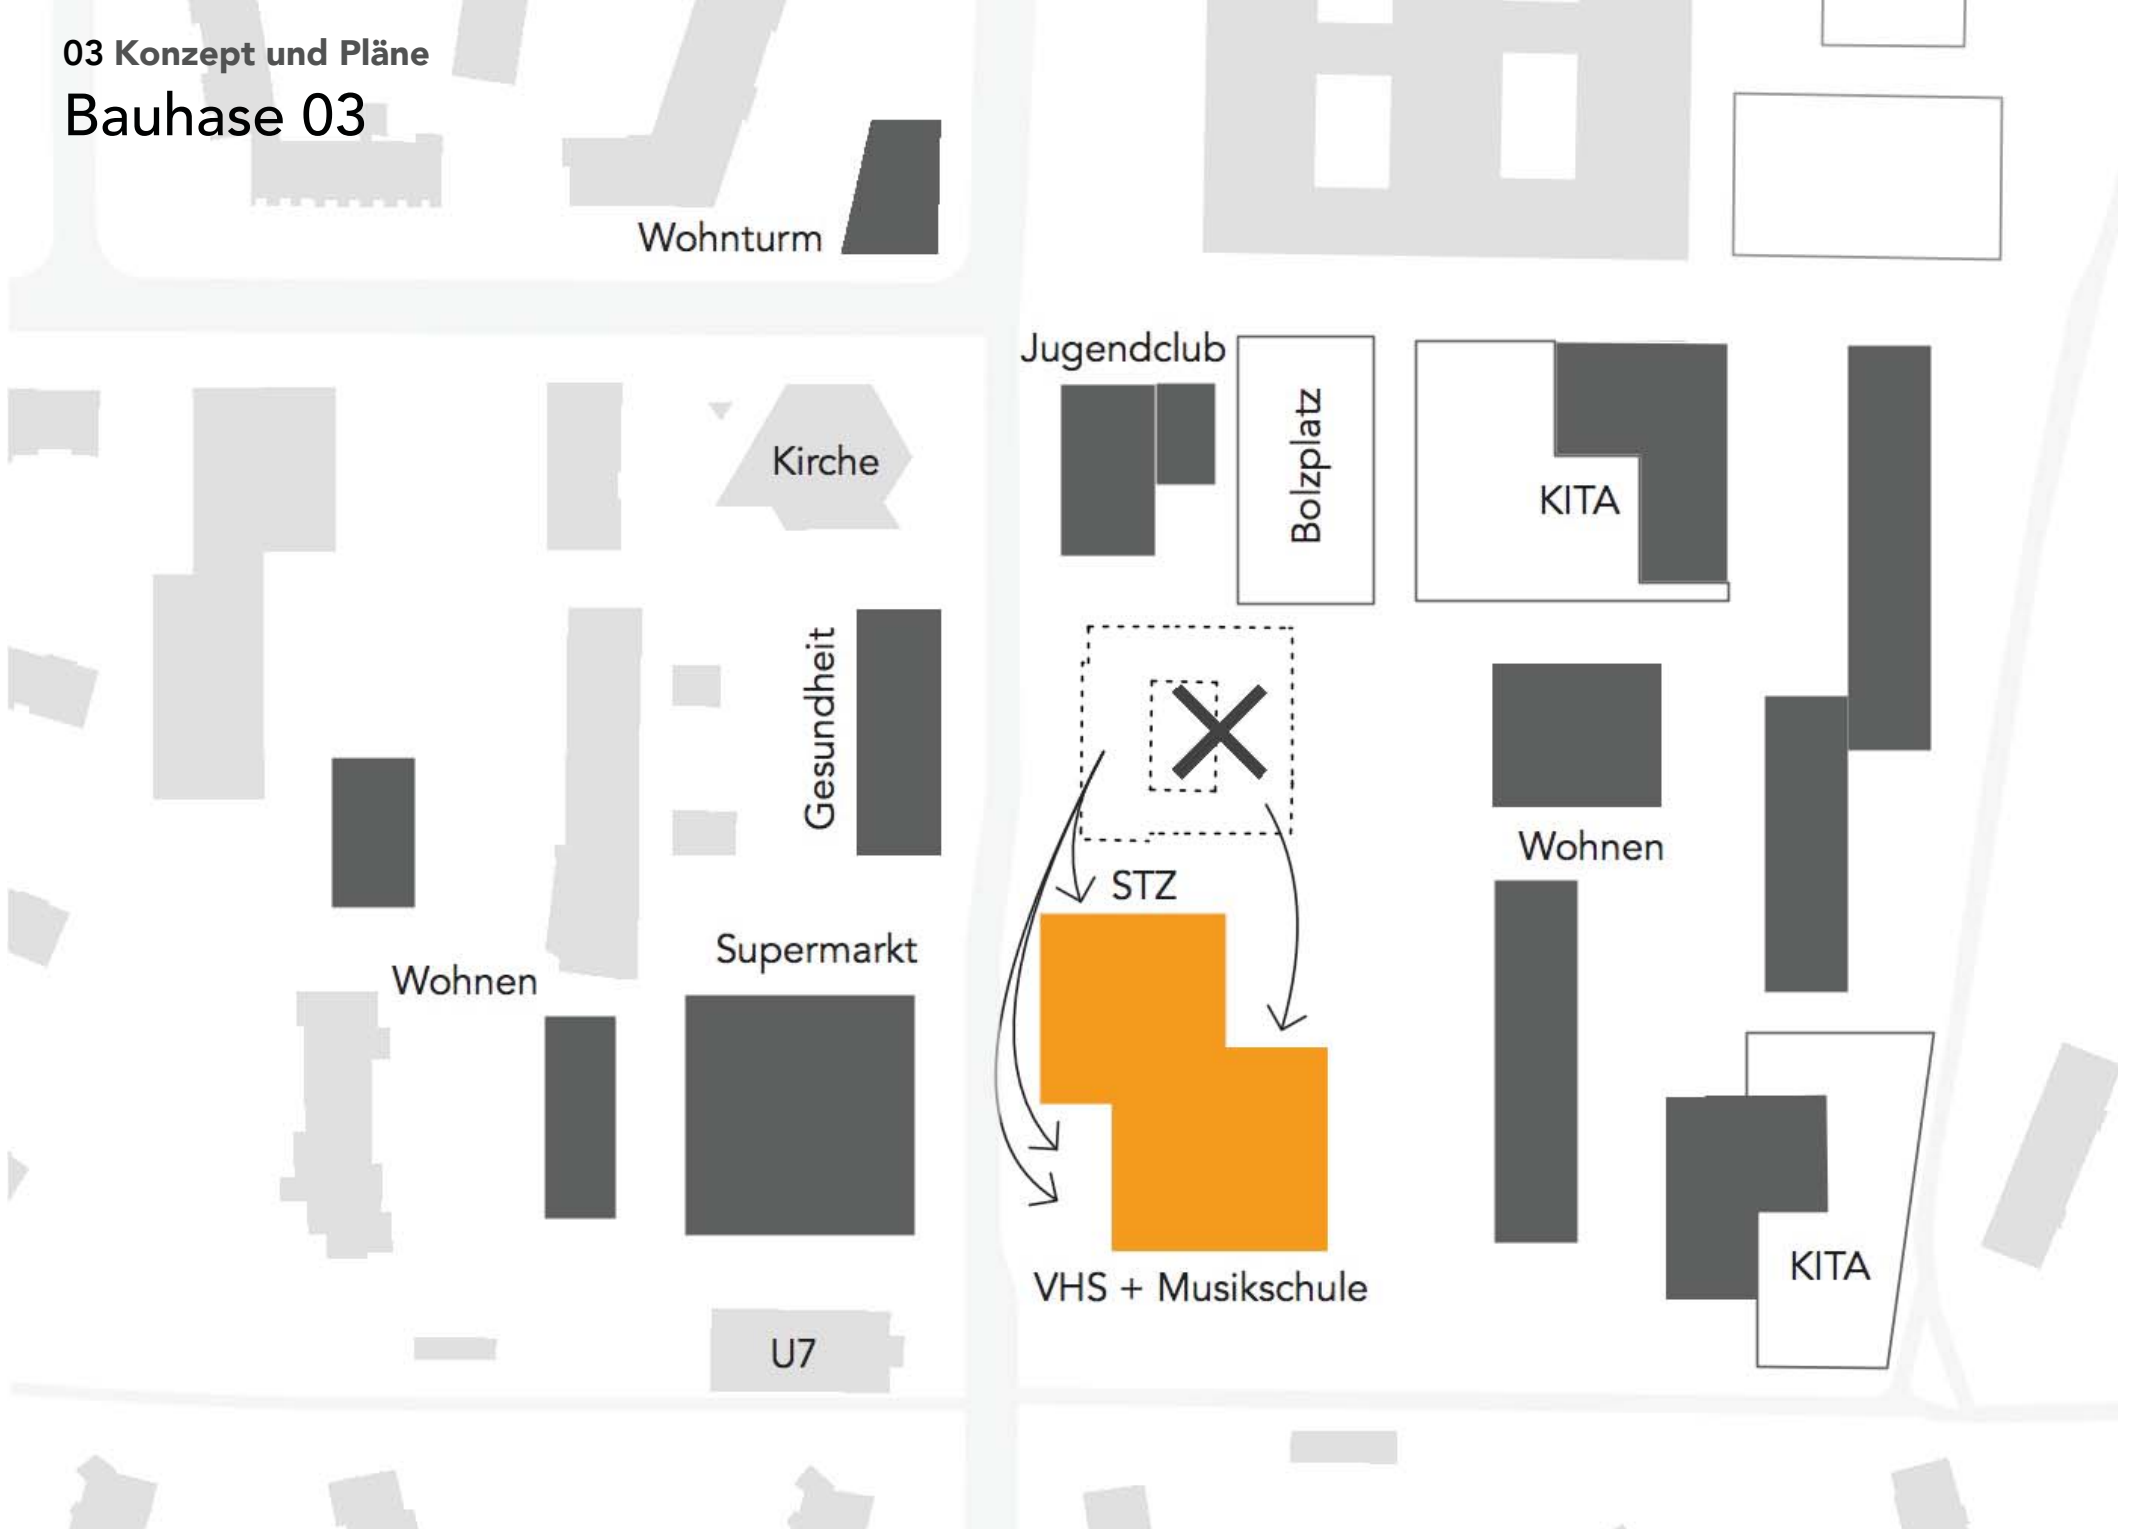 03 Konzept und Pläne
Bauhase 03
Wohnturm
Jugendclub
Bolzplatz
Kirche
KITA
Gesundheit
Wohnen
STZ
Supermarkt
Wohnen
VHS + Musikschule
KITA
U7